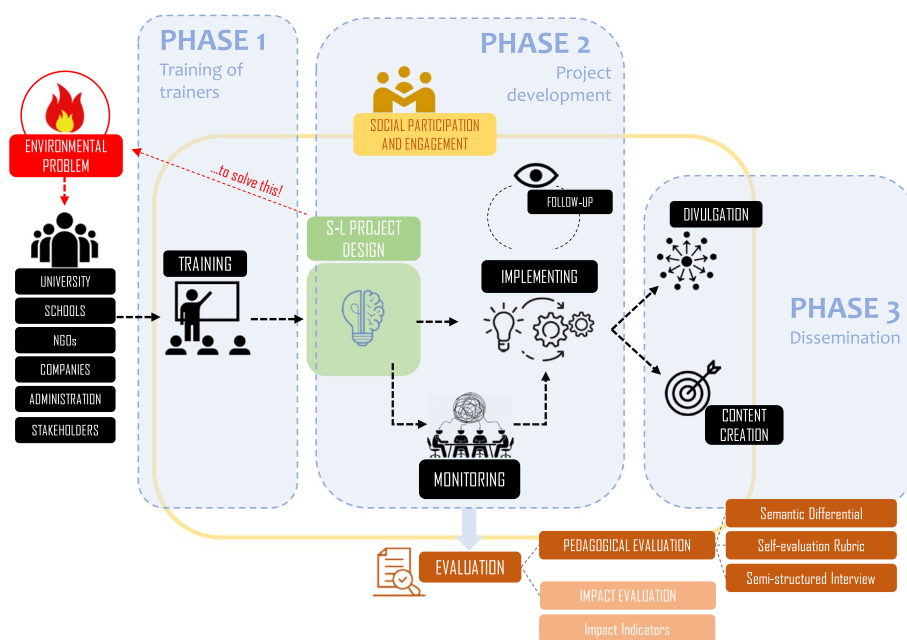 PHASE 1
Training of
trainers
PHASE 2
Project
development
SOCIAL PARTICIPATION
AND ENGAGEMENT
ENVIRONMENTAL
PROBLEM
...to solve this!
FOLLOW-UP
DIVULGATION
S-L PROJECT
DESIGN
TRAINING
IMPLEMENTING
UNIVERSITY
SCHOOLS
NGOs
COMPANIES
ADMINISTRATION
STAKEHOLDERS
PHASE 3
Dissemination
CONTENT
CREATION
MONITORING
EVALUATION
PEDAGOGICAL EVALUATION
Semantic Differential
Self-evaluation Rubric
Semi-structured Interview
IMPACT EVALUATION
Impact Indicators